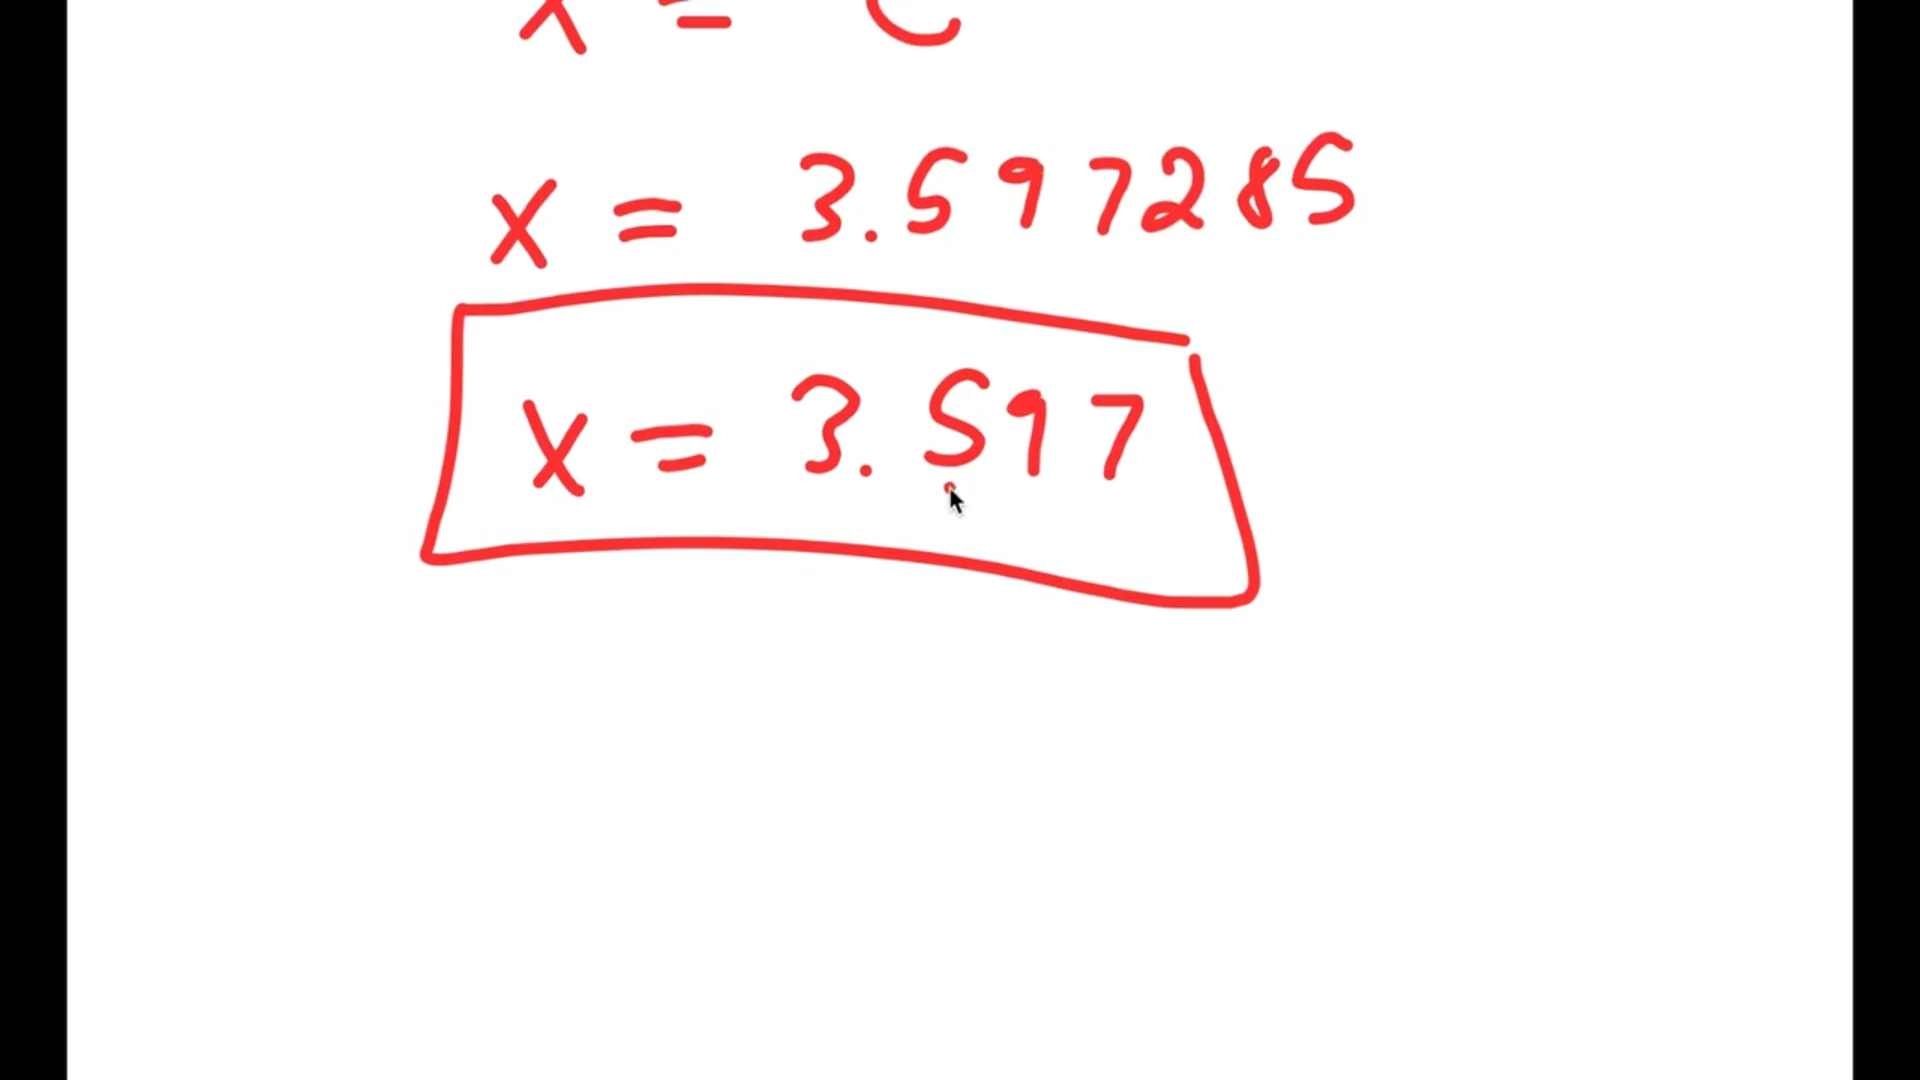 x =
x = 3.597285
x = 3.597